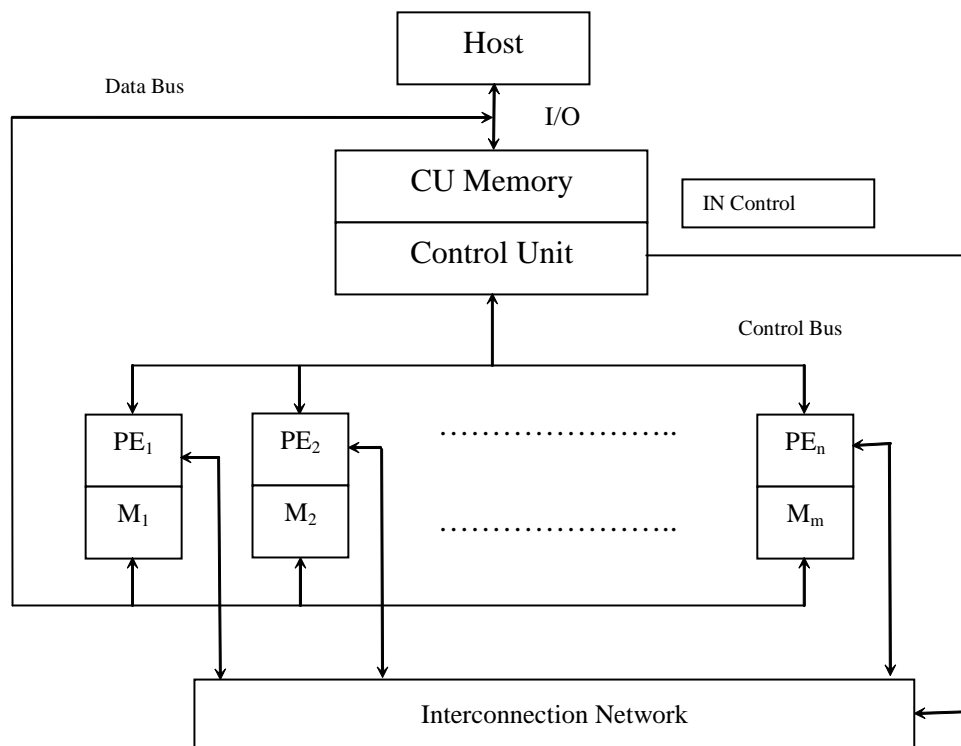 Host
Data Bus
I/O
CU Memory
IN Control
Control Unit
Control Bus
PE₁
PE₂
…………………..
PEₙ
M₁
M₂
…………………..
Mₘ
Interconnection Network